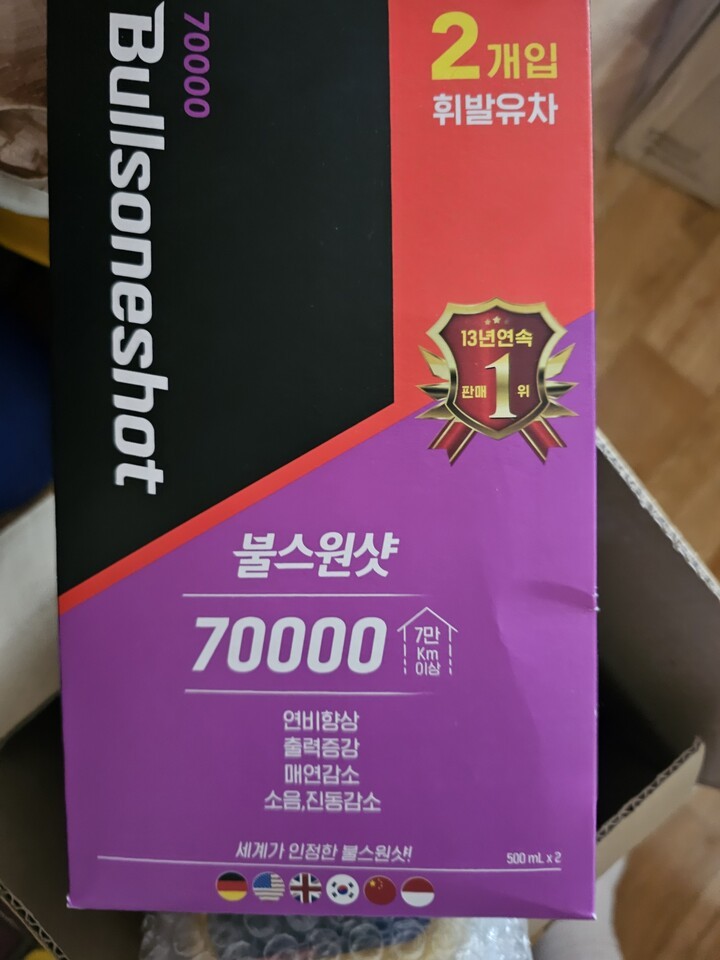 Bullsoneshot
70000
2개입
휘발유차
13년연속
판매 1위
불스원샷
70000
7만
Km
이상
연비향상
출력증강
매연감소
소음,진동감소
세계가 인정한 불스원샷!
500 mL x 2